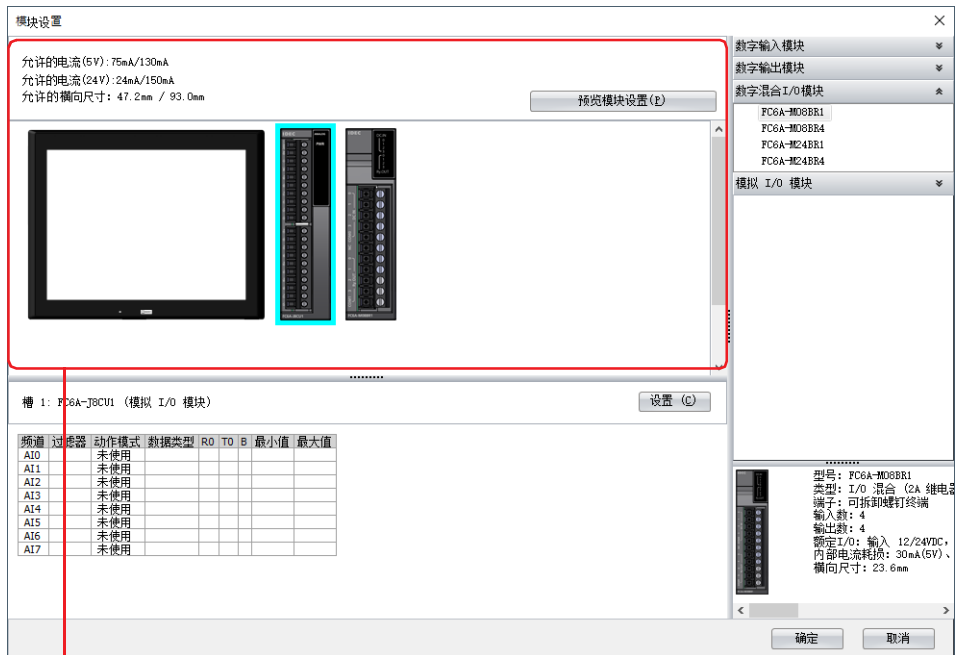 模块设置
允许的电流(5V):75mA/130mA
允许的电流(24V):24mA/150mA
允许的横向尺寸: 47.2mm / 93.0mm
预览模块设置(P)
槽 1: FC6A-J8CU1 (模拟 I/O 模块)
设置 (C)
频道 过滤器 动作模式 数据类型 R0 T0 B 最小值 最大值
AI0 未使用
AI1 未使用
AI2 未使用
AI3 未使用
AI4 未使用
AI5 未使用
AI6 未使用
AI7 未使用
数字输入模块
数字输出模块
数字混合I/O模块
FC6A-M08BR1
FC6A-M08BR4
FC6A-M24BR1
FC6A-M24BR4
模拟 I/O 模块
型号: FC6A-M08BR1
类型: I/O 混合 (2A 继电器
端子: 可拆卸螺钉终端
输入数: 4
输出数: 4
额定I/O: 输入 12/24VDC,
内部电流耗损: 30mA(5V)、
横向尺寸: 23.6mm
确定
取消